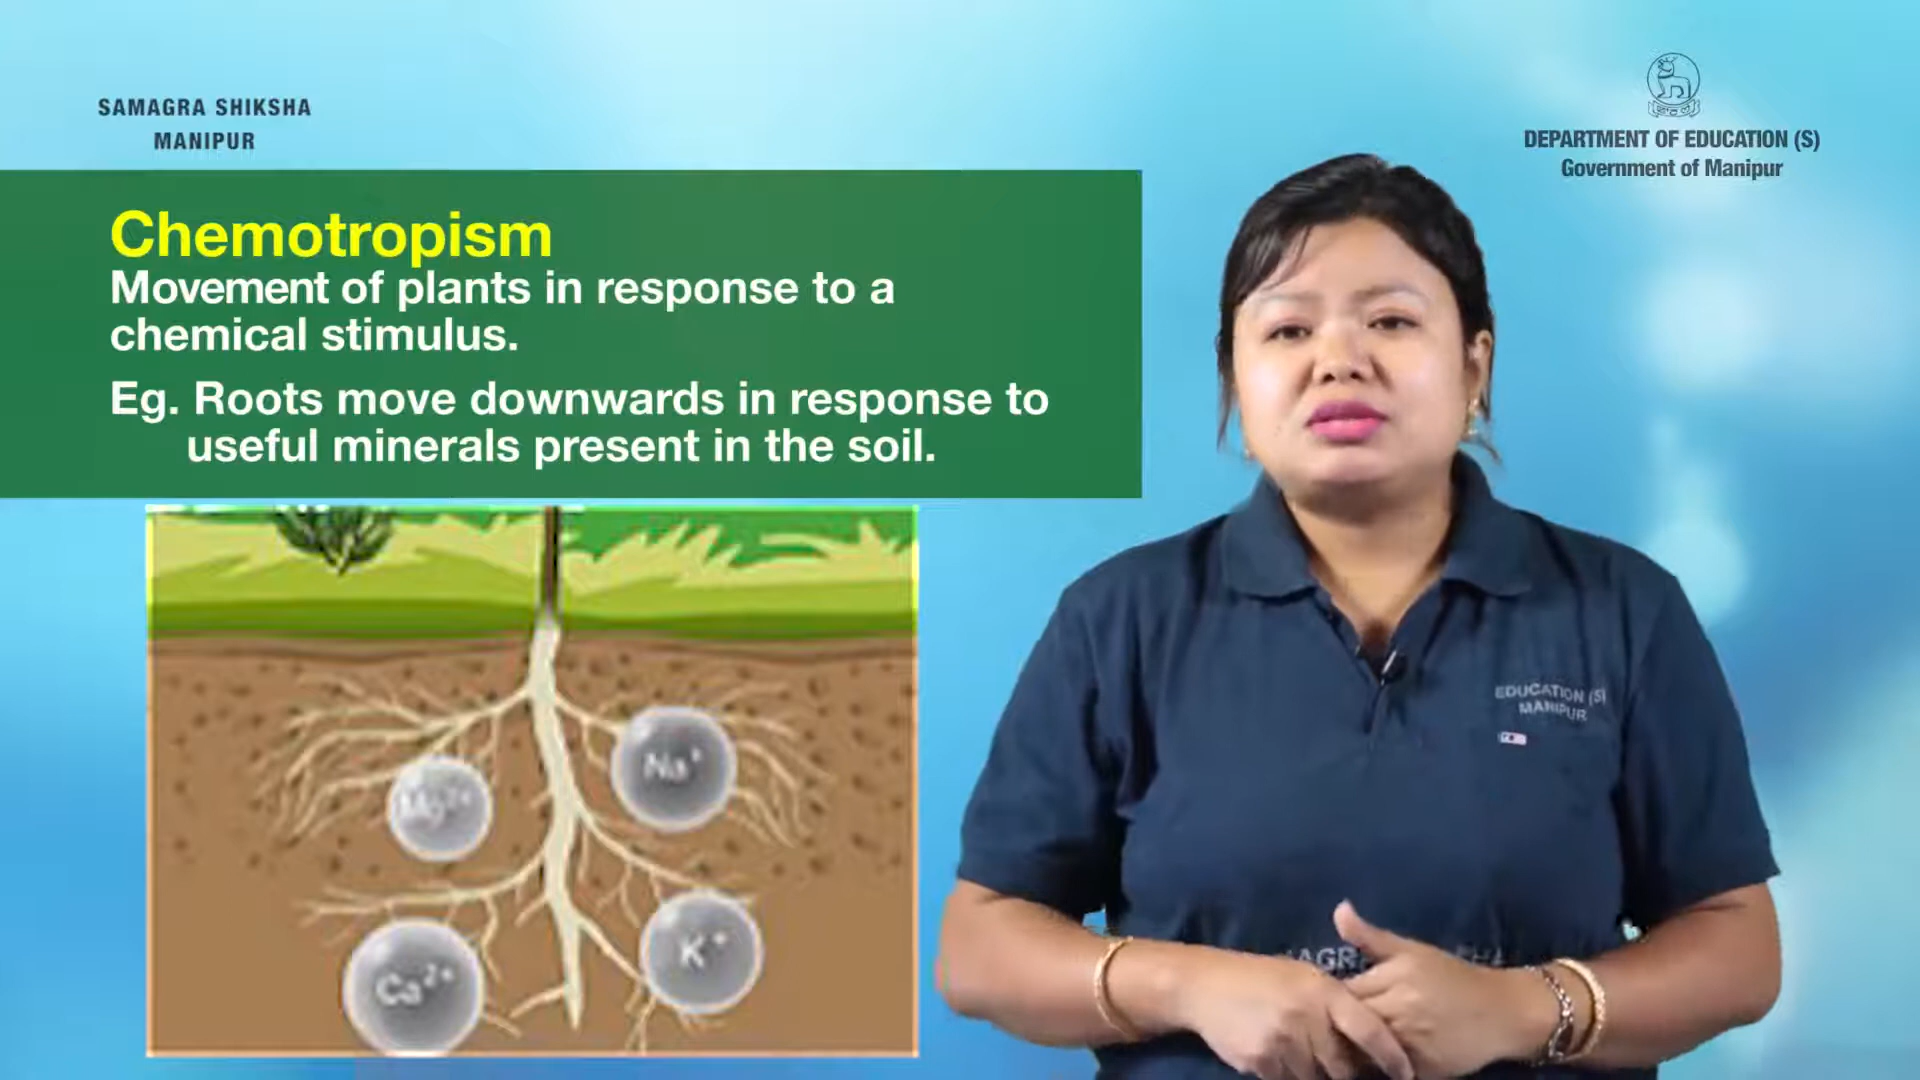 SAMAGRA SHIKSHA
MANIPUR
DEPARTMENT OF EDUCATION (S)
Government of Manipur
Chemotropism
Movement of plants in response to a
chemical stimulus.
Eg. Roots move downwards in response to
useful minerals present in the soil.
Na⁺
Mg²⁺
K⁺
Ca²⁺
EDUCATION (S)
MANIPUR